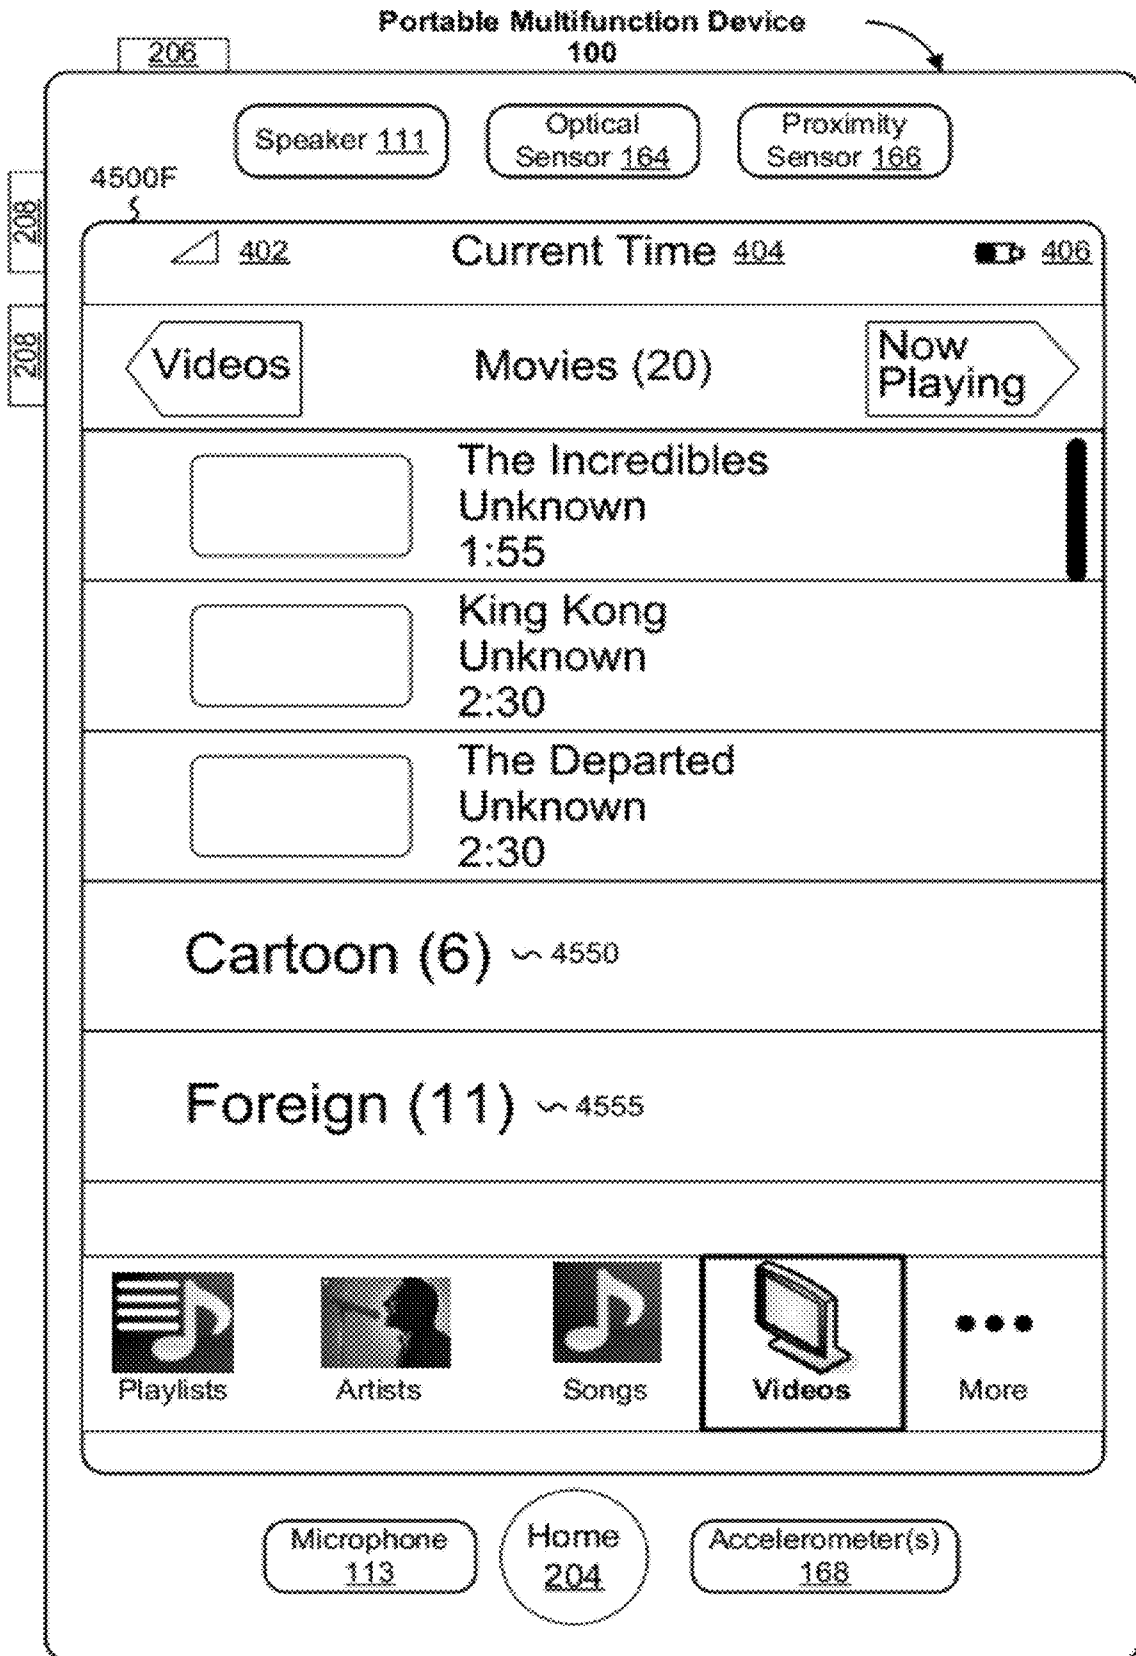 Portable Multifunction Device
100
206
Speaker 111
Optical
Sensor 164
Proximity
Sensor 166
4500F
208
208
402
Current Time 404
406
Videos
Movies (20)
Now
Playing
The Incredibles
Unknown
1:55
King Kong
Unknown
2:30
The Departed
Unknown
2:30
Cartoon (6)
4550
Foreign (11)
4555
Playlists
Artists
Songs
Videos
More
Microphone
113
Home
204
Accelerometer(s)
168